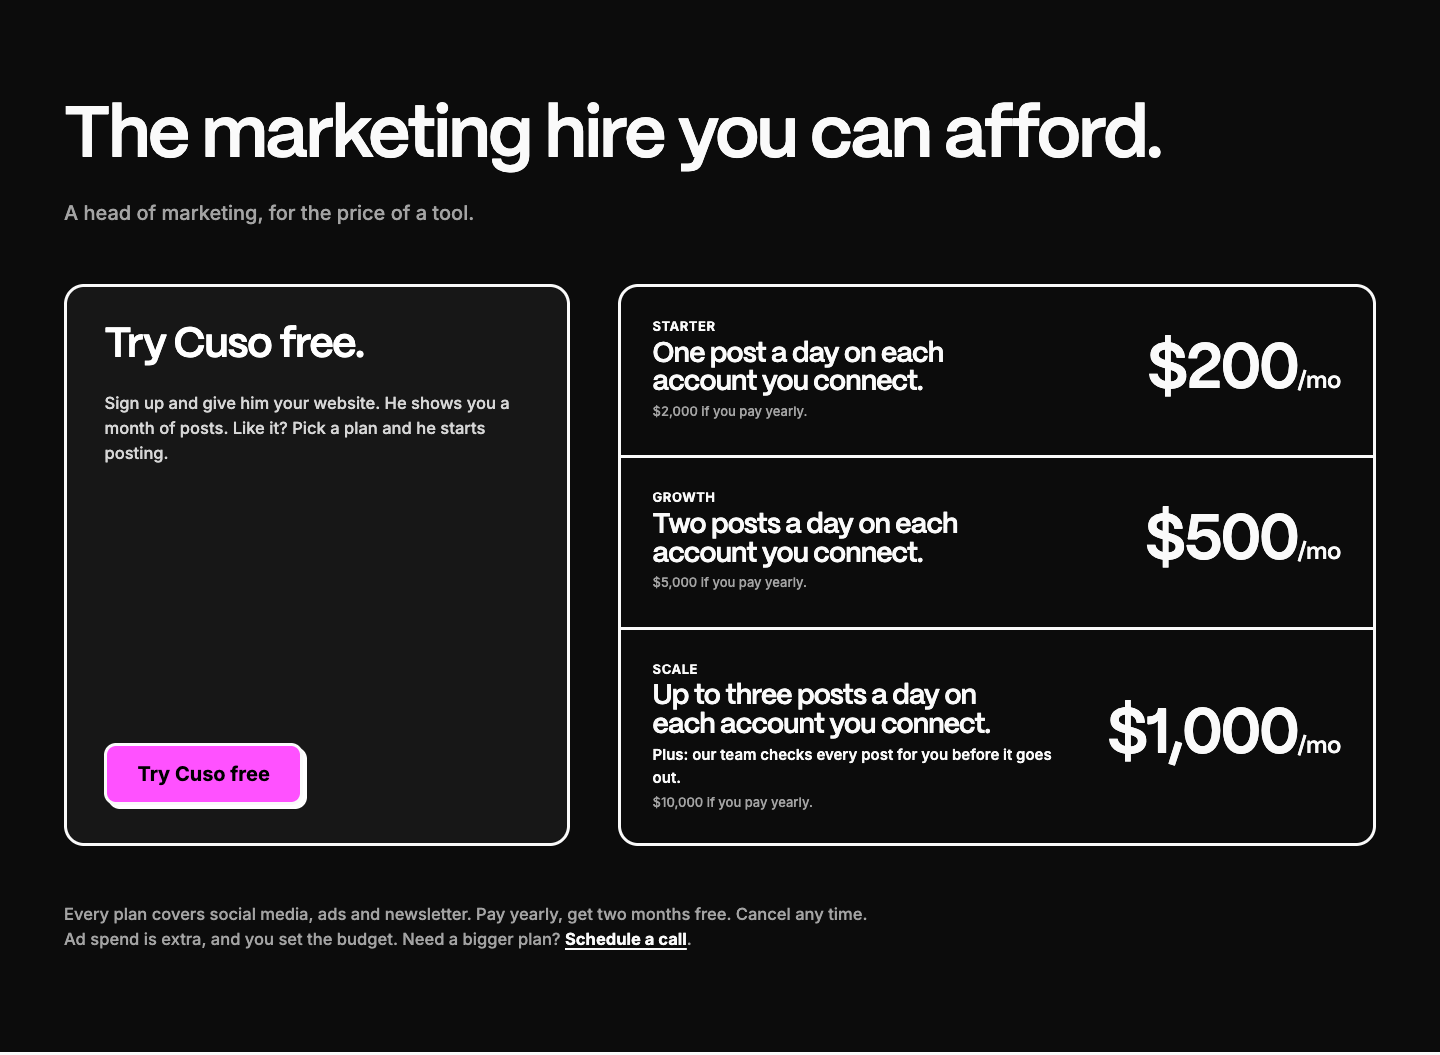 The marketing hire you can afford.
A head of marketing, for the price of a tool.
Try Cuso free.
Sign up and give him your website. He shows you a
month of posts. Like it? Pick a plan and he starts
posting.
Try Cuso free
STARTER
One post a day on each
account you connect.
$2,000 if you pay yearly.
$200/mo
GROWTH
Two posts a day on each
account you connect.
$5,000 if you pay yearly.
$500/mo
SCALE
Up to three posts a day on
each account you connect.
Plus: our team checks every post for you before it goes
out.
$10,000 if you pay yearly.
$1,000/mo
Every plan covers social media, ads and newsletter. Pay yearly, get two months free. Cancel any time.
Ad spend is extra, and you set the budget. Need a bigger plan? Schedule a call.